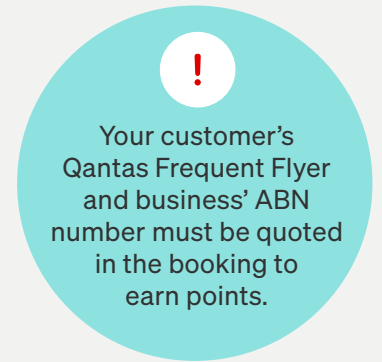 !
Your customer’s
Qantas Frequent Flyer
and business’ ABN
number must be quoted
in the booking to
earn points.